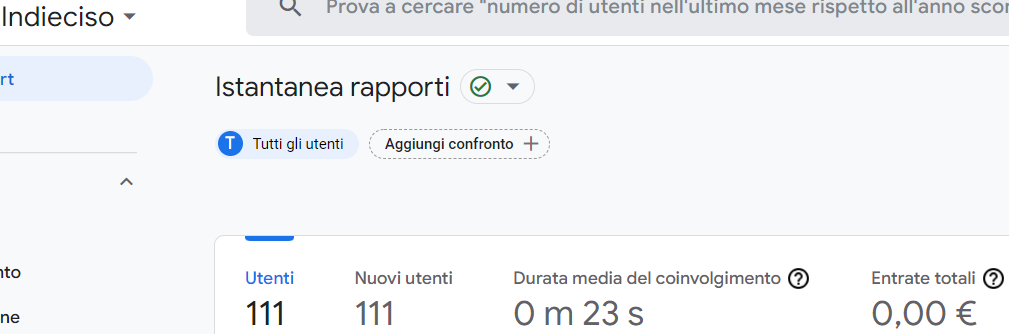 Indieciso
Prova a cercare "numero di utenti nell'ultimo mese rispetto all'anno scor
rt
Istantanea rapporti
T Tutti gli utenti
Aggiungi confronto +
nto
ne
Utenti
111
Nuovi utenti
111
Durata media del coinvolgimento ?
0 m 23 s
Entrate totali ?
0,00 €